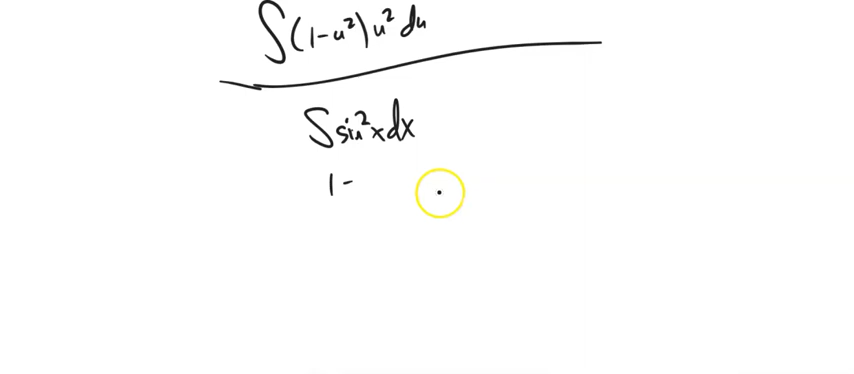 ∫(1-u²)u² du
∫sin²x dx
1-